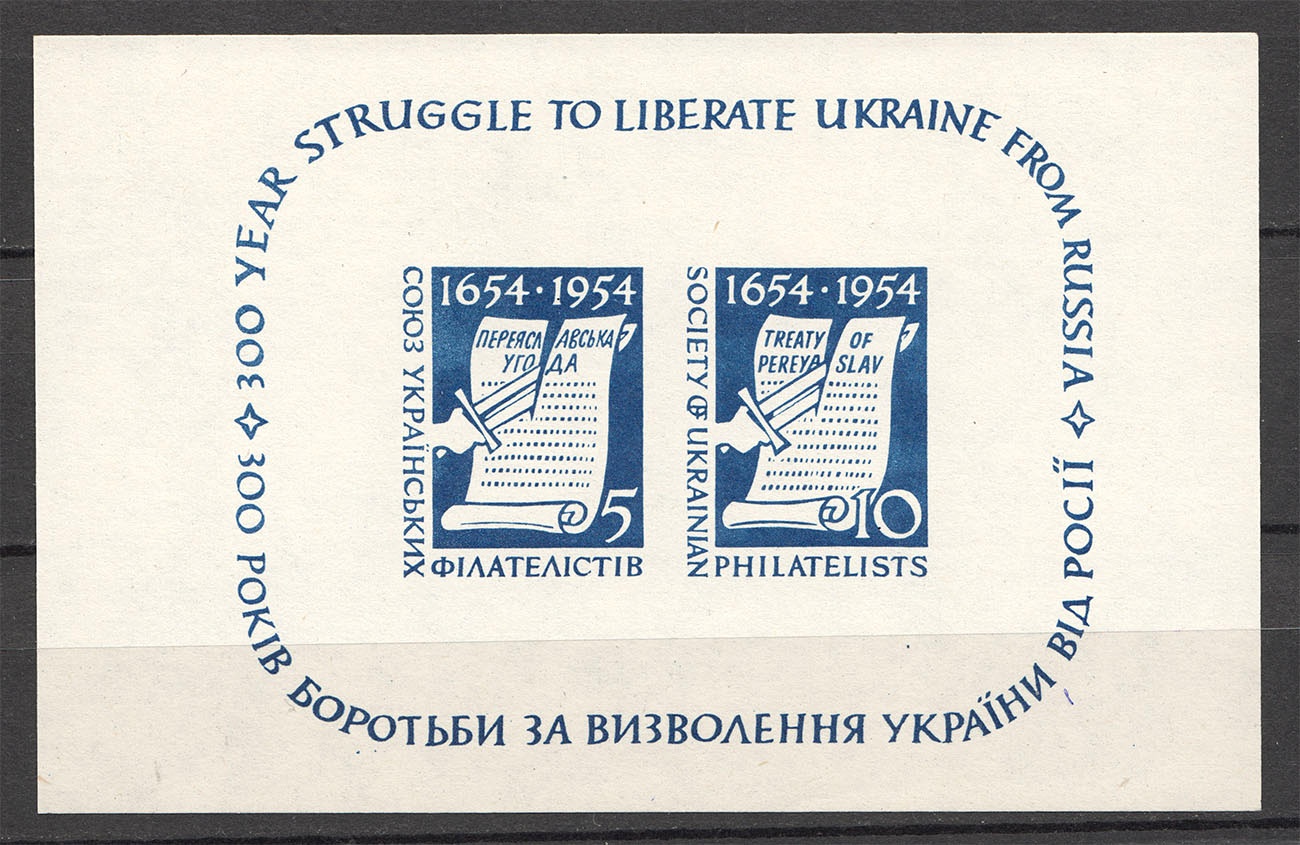 300 YEAR STRUGGLE TO LIBERATE UKRAINE FROM RUSSIA
1654·1954
ПЕРЕЯСЛАВСЬКА
УГОДА
5
СОЮЗ УКРАЇНСЬКИХ
ФІЛАТЕЛІСТІВ
1654·1954
TREATY OF
PEREYASLAV
10
SOCIETY OF UKRAINIAN
PHILATELISTS
300 РОКІВ БОРОТЬБИ ЗА ВИЗВОЛЕННЯ УКРАЇНИ ВІД РОСІЇ